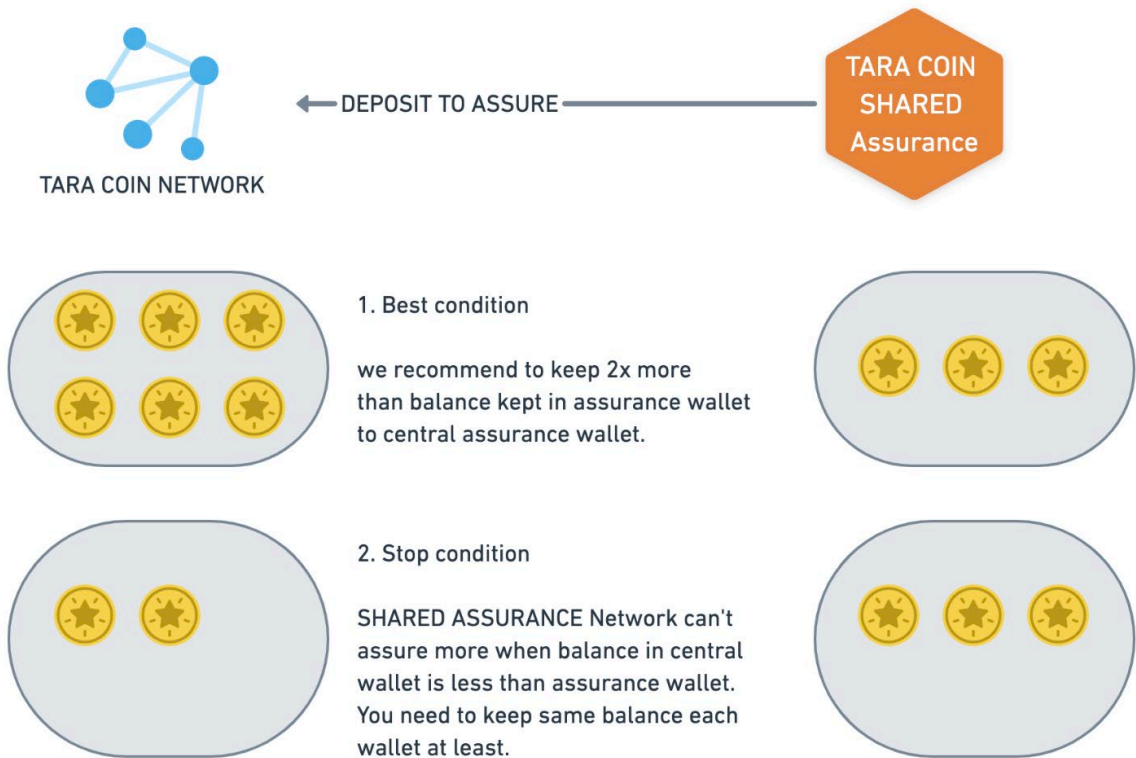 TARA COIN
SHARED
Assurance
DEPOSIT TO ASSURE
TARA COIN NETWORK
1. Best condition
we recommend to keep 2x more
than balance kept in assurance wallet
to central assurance wallet.
2. Stop condition
SHARED ASSURANCE Network can't
assure more when balance in central
wallet is less than assurance wallet.
You need to keep same balance each
wallet at least.